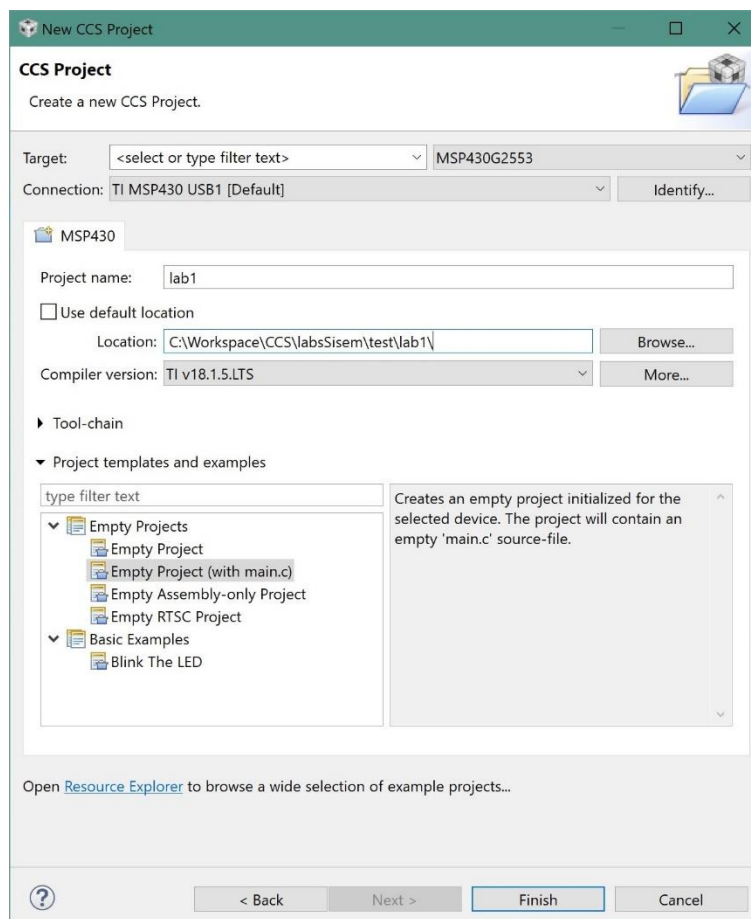 New CCS Project
CCS Project
Create a new CCS Project.
Target: <select or type filter text> MSP430G2553
Connection: TI MSP430 USB1 [Default] Identify...
MSP430
Project name: lab1
Use default location
Location: C:\Workspace\CCS\labsSisem\test\lab1\ Browse...
Compiler version: TI v18.1.5.LTS More...
Tool-chain
Project templates and examples
type filter text
Empty Projects
Empty Project
Empty Project (with main.c)
Empty Assembly-only Project
Empty RTSC Project
Basic Examples
Blink The LED
Creates an empty project initialized for the
selected device. The project will contain an
empty 'main.c' source-file.
Open Resource Explorer to browse a wide selection of example projects...
? < Back Next > Finish Cancel